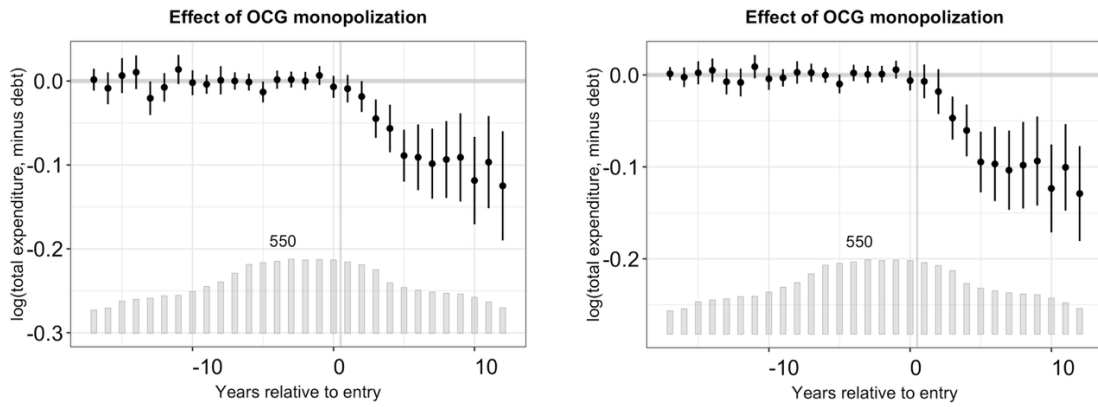 Effect of OCG monopolization
log(total expenditure, minus debt)
0.0
-0.1
-0.2
-0.3
550
-10
0
10
Years relative to entry
Effect of OCG monopolization
log(total expenditure, minus debt)
0.0
-0.1
-0.2
550
-10
0
10
Years relative to entry